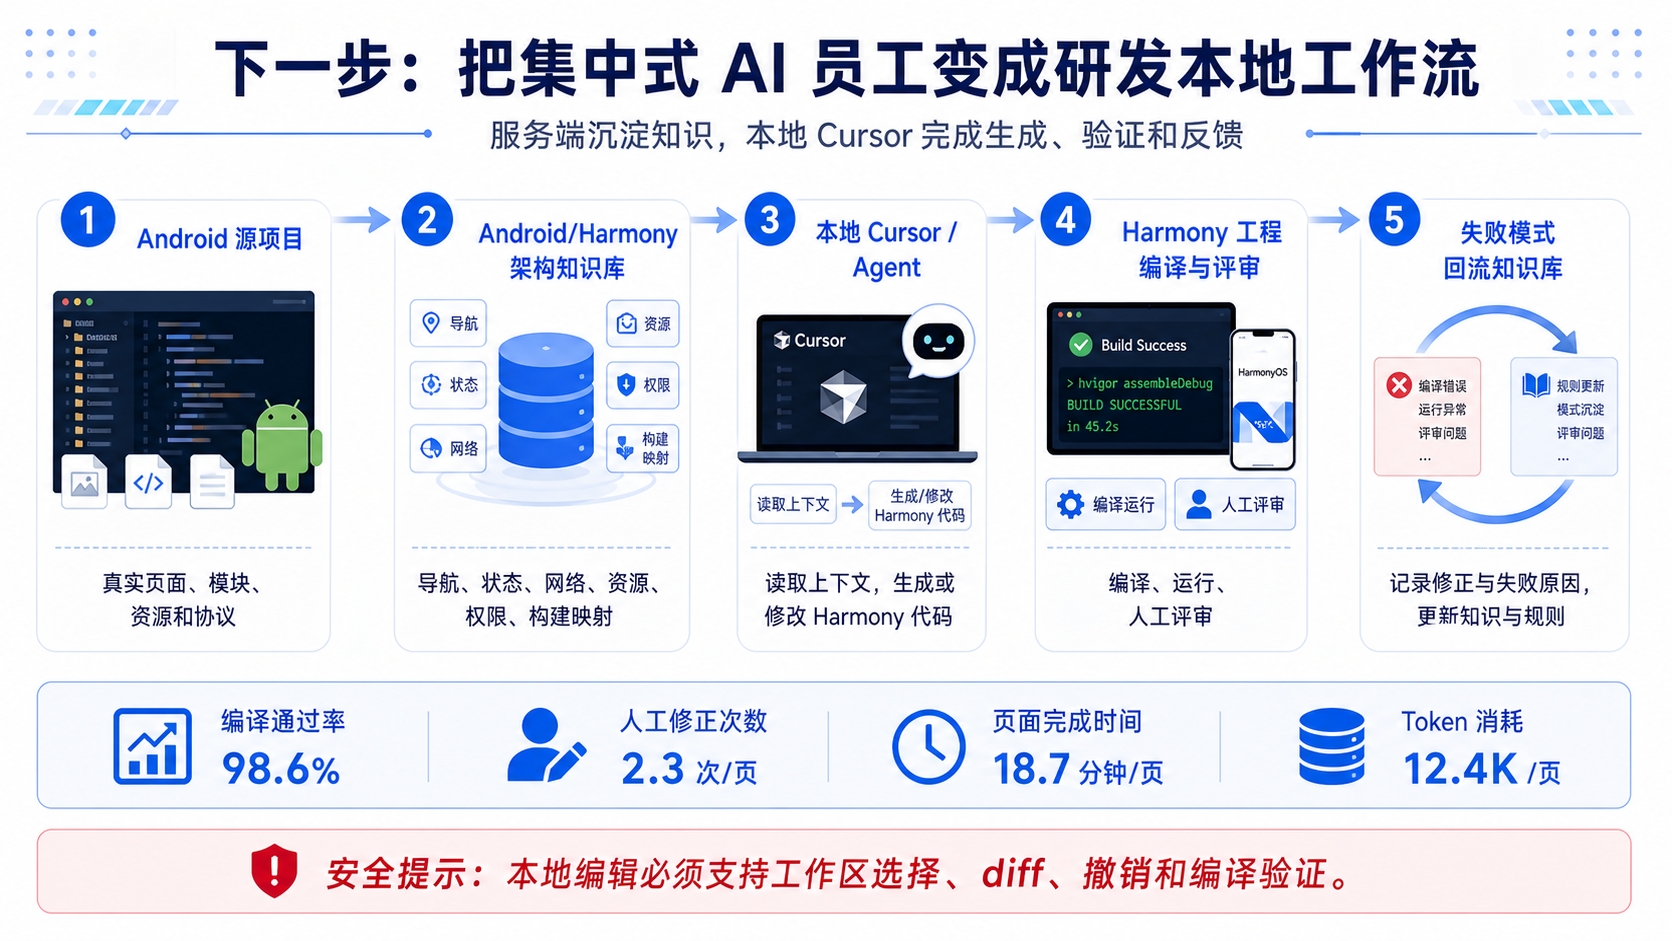 下一步：把集中式 AI 员工变成研发本地工作流
服务端沉淀知识，本地 Cursor 完成生成、验证和反馈
1
Android 源项目
真实页面、模块、
资源和协议
2
Android/Harmony
架构知识库
导航
资源
状态
权限
网络
构建
映射
导航、状态、网络、资源、
权限、构建映射
3
本地 Cursor /
Agent
Cursor
读取上下文
生成/修改
Harmony 代码
读取上下文，生成或
修改 Harmony 代码
4
Harmony 工程
编译与评审
Build Success
> hvigor assembleDebug
BUILD SUCCESSFUL
in 45.2s
HarmonyOS
编译运行
人工评审
编译、运行、
人工评审
5
失败模式
回流知识库
编译错误
运行异常
评审问题
...
规则更新
模式沉淀
评审问题
...
记录修正与失败原因，
更新知识与规则
编译通过率
98.6%
人工修正次数
2.3 次/页
页面完成时间
18.7 分钟/页
Token 消耗
12.4K /页
安全提示：本地编辑必须支持工作区选择、diff、撤销和编译验证。